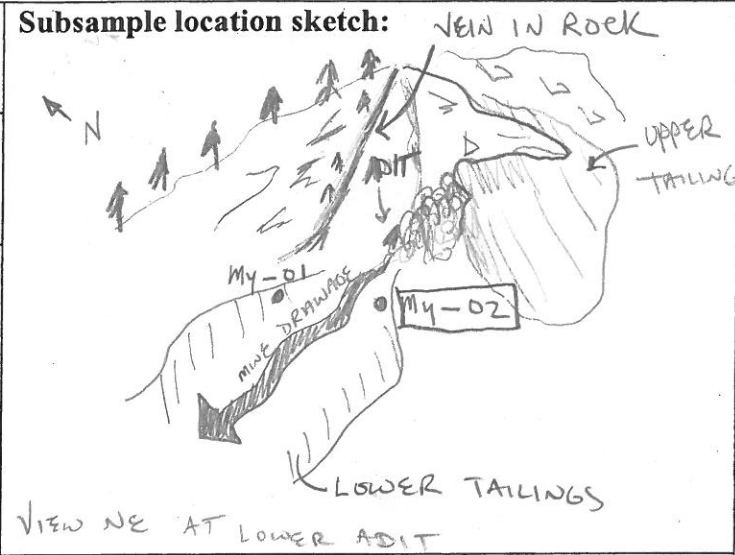 Subsample location sketch:
VEIN IN ROCK
N
UPPER
TAILING
ADIT
My-01
My-02
MINE DRAWAGE
LOWER TAILINGS
VIEW NE AT LOWER ADIT